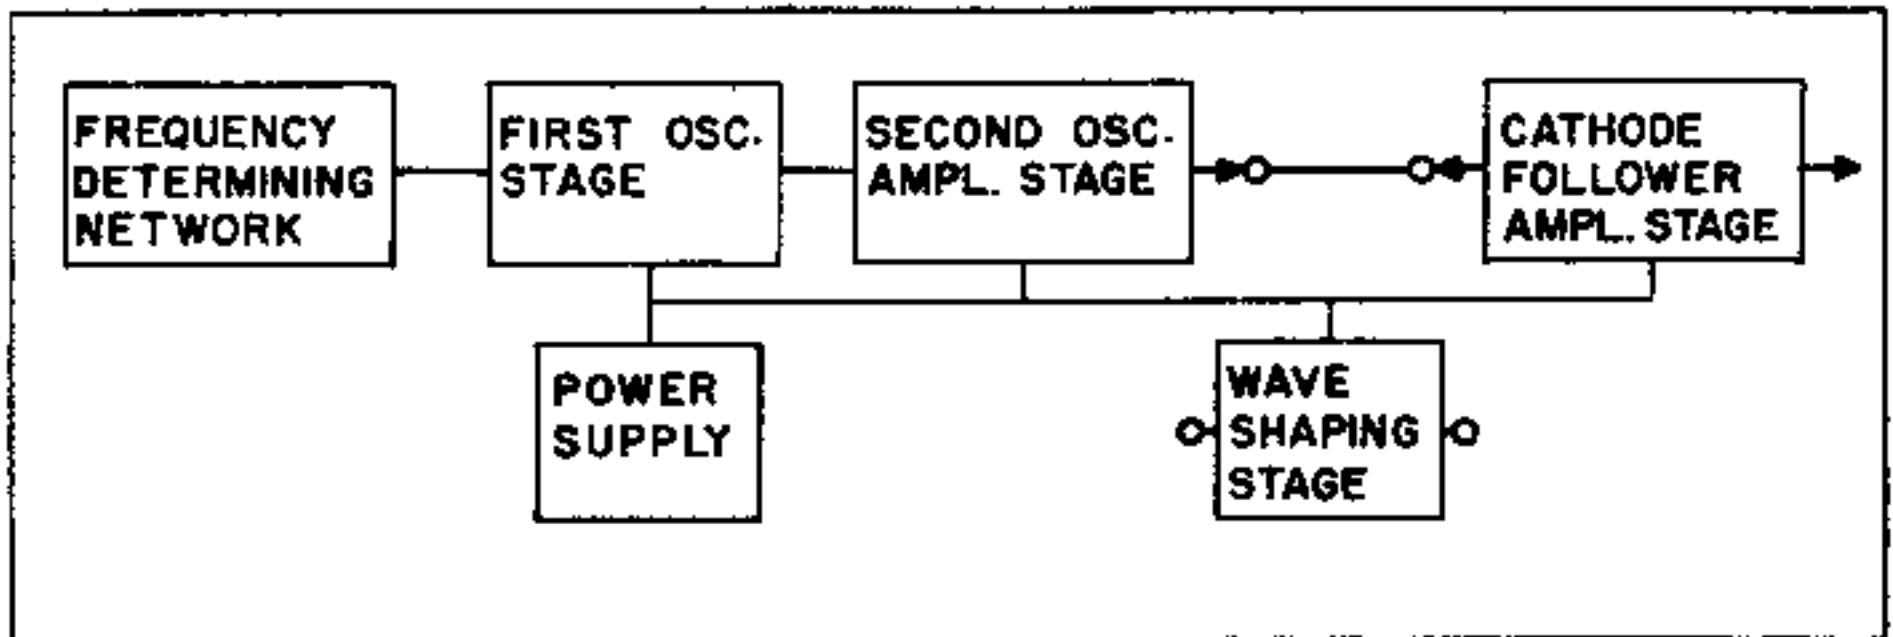 FREQUENCY
DETERMINING
NETWORK
FIRST OSC.
STAGE
SECOND OSC.
AMPL. STAGE
CATHODE
FOLLOWER
AMPL. STAGE
POWER
SUPPLY
WAVE
SHAPING
STAGE